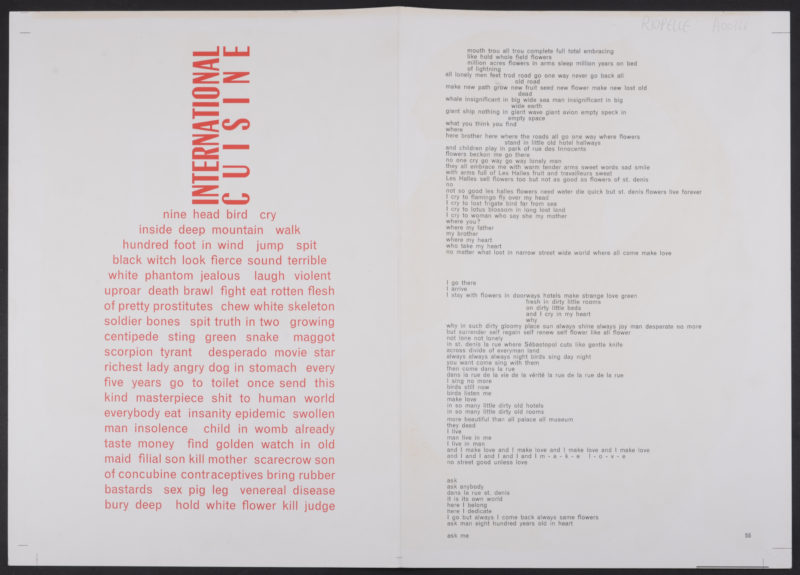 INTERNATIONAL
CUISINE
nine head bird cry
inside deep mountain walk
hundred foot in wind jump spit
black witch look fierce sound terrible
white phantom jealous laugh violent
uproar death brawl fight eat rotten flesh
of pretty prostitutes chew white skeleton
soldier bones spit truth in two growing
centipede sting green snake maggot
scorpion tyrant desperado movie star
richest lady angry dog in stomach every
five years go to toilet once send this
kind masterpiece shit to human world
everybody eat insanity epidemic swollen
man insolence child in womb already
taste money find golden watch in old
maid filial son kill mother scarecrow son
of concubine contraceptives bring rubber
bastards sex pig leg venereal disease
bury deep hold white flower kill judge
mouth trou all trou complete full total embracing
like hold whole field flowers
million acres flowers in arms sleep million years on bed
of lightning
all lonely men feet trod road go one way never go back all
old road
make new path grow new fruit seed new flower make new lost old
dead
whale insignificant in big wide sea man insignificant in big
wide earth
giant ship nothing in giant wave giant avion empty speck in
empty space
what you think you find
where
here brother here where the roads all go one way where flowers
stand in little old hotel hallways
and children play in park of rue des Innocents
flowers beckon me go there
no one cry go way go way lonely men
they all embrace me with warm tender arms sweet words sad smile
with arms full of Les Halles fruit and travailleurs sweet
Les Halles sell flowers too but not as good as flowers of st. denis
no
not so good les halles flowers need water die quick but st. denis flowers live forever
I cry to flamingo fly over my head
I cry to lost frigate bird far from sea
I cry to lotus blossom in long lost land
I cry to woman who say she my mother
where you?
where my father
my brother
where my heart
who take my heart
no matter what lost in narrow street wide world where all come make love
I go there
I arrive
I stay with flowers in doorways hotels make strange love green
fresh in dirty little rooms
on dirty little beds
and I cry in my heart
why
why in such dirty gloomy place sun always shine always joy man desperate no more
but surrender self regain self renew self flower like all flower
not lone not lonely
in st. denis la rue where Sébastopol cuts like gentle knife
across divide of everyman land
always always always night birds sing day night
you want come sing with them
then come dans la rue
dans la rue de la vie de la vérité la rue de la rue de la rue
I sing no more
birds still now
birds listen me
make love
in so many little dirty old hotels
in so many little dirty old rooms
more beautiful than all palace all museum
they dead
I live
man live in me
I live in man
and I make love and I make love and I make love and I make love
and I and I and I and I and I m - a - k - e l - o - v - e
no street good unless love
ask
ask anybody
dans la rue st. denis
it is its own world
here I belong
here I dedicate
I go but always I come back always same flowers
ask man eight hundred years old in heart
ask me
55